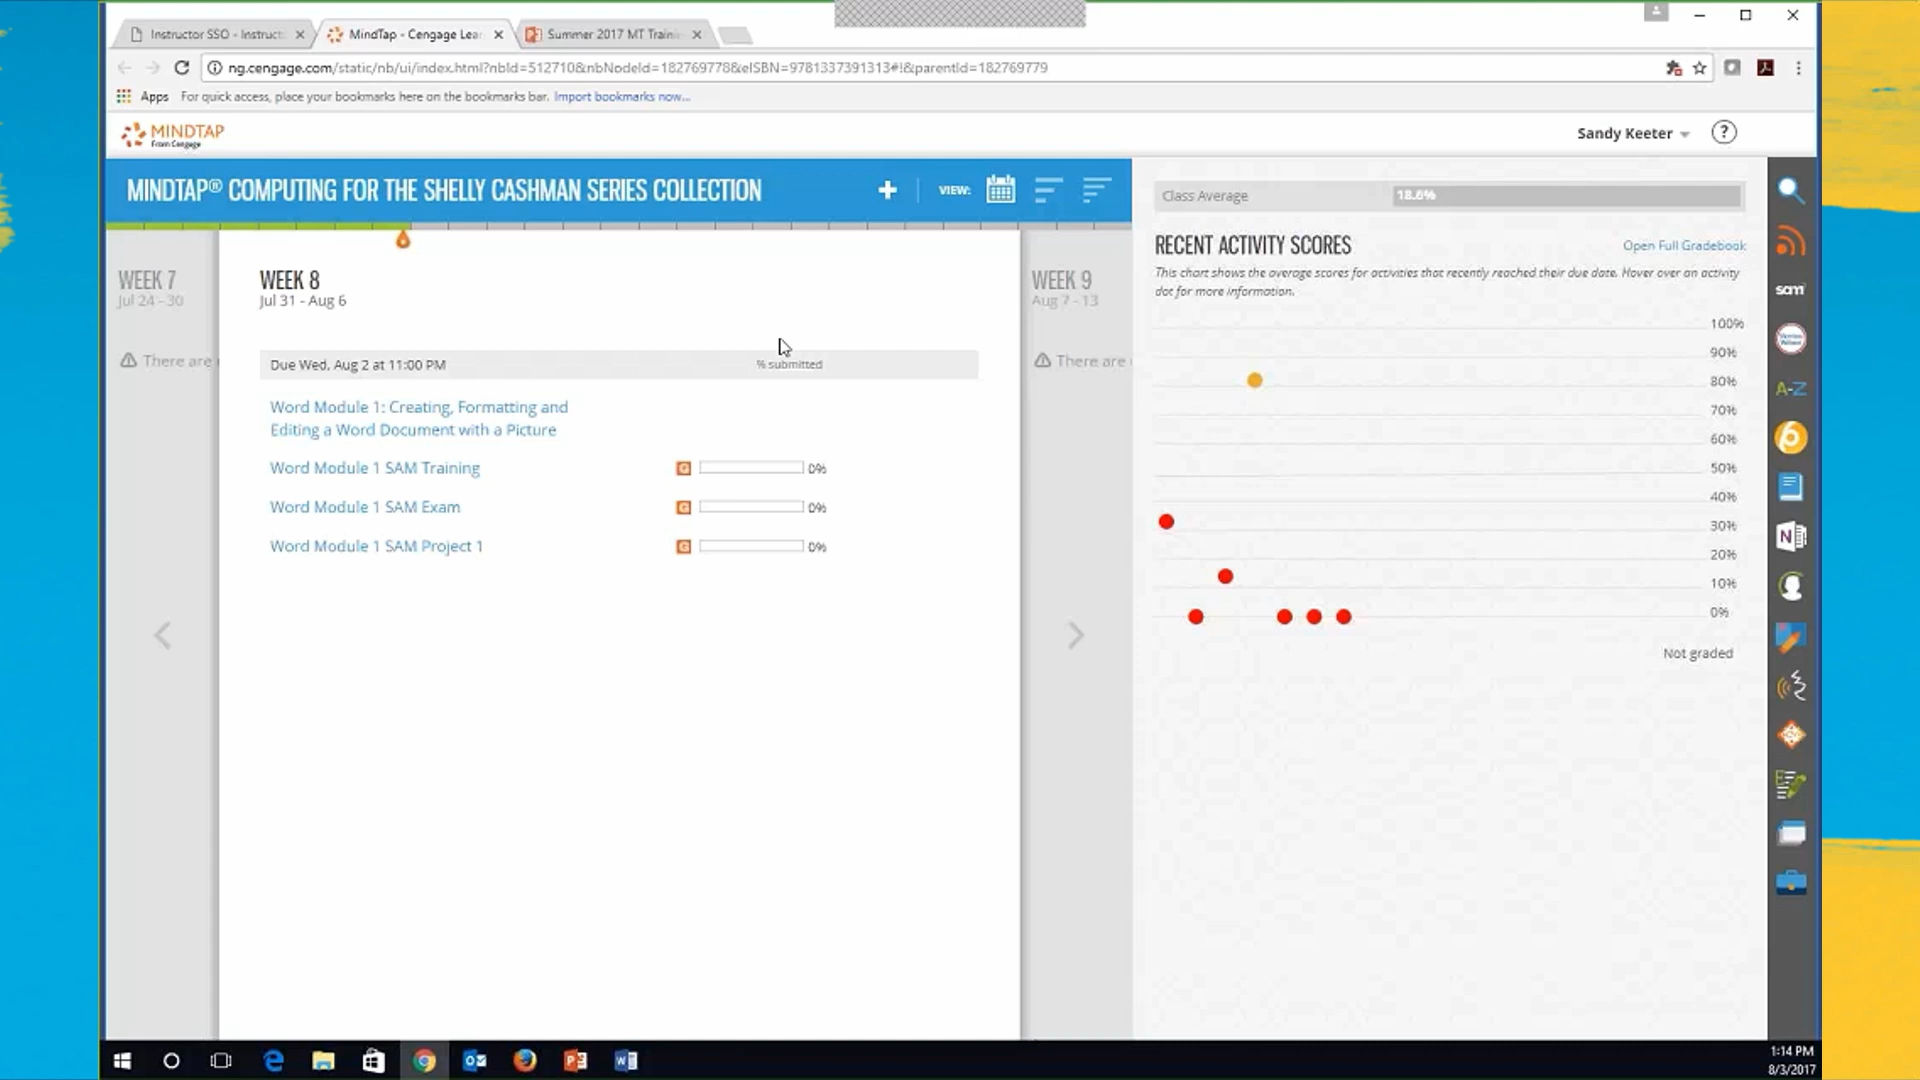 Instructor SSO - Instruct
MindTap - Cengage Lea
Summer 2017 MT Traini
ng.cengage.com/static/nb/ui/index.html?nbId=512710&nbNodeId=182769778&eISBN=9781337391313#!&parentId=182769779
Apps For quick access, place your bookmarks here on the bookmarks bar. Import bookmarks now...
MINDTAP
From Cengage
Sandy Keeter
?
MINDTAP® COMPUTING FOR THE SHELLY CASHMAN SERIES COLLECTION
VIEW:
Class Average 18.6%
WEEK 7
Jul 24 - 30
There are
WEEK 8
Jul 31 - Aug 6
Due Wed, Aug 2 at 11:00 PM % submitted
Word Module 1: Creating, Formatting and
Editing a Word Document with a Picture
Word Module 1 SAM Training G 0%
Word Module 1 SAM Exam G 0%
Word Module 1 SAM Project 1 G 0%
WEEK 9
Aug 7 - 13
There are
RECENT ACTIVITY SCORES
Open Full Gradebook
This chart shows the average scores for activities that recently reached their due date. Hover over an activity
dot for more information.
100%
90%
80%
70%
60%
50%
40%
30%
20%
10%
0%
Not graded
sam
A-Z
N
1:14 PM
8/3/2017